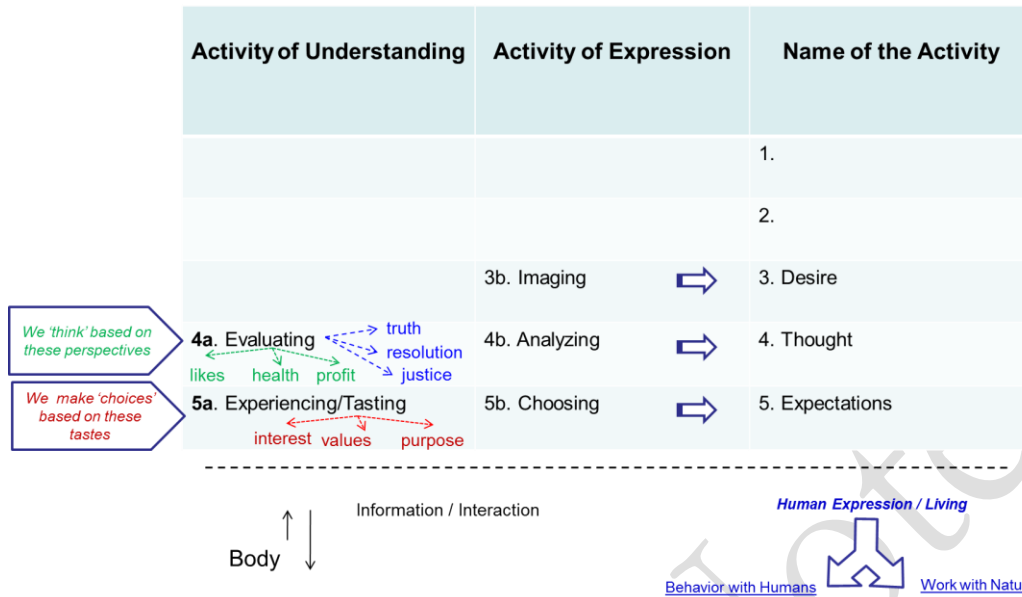 Activity of Understanding
Activity of Expression
Name of the Activity
1.
2.
3b. Imaging
3. Desire
We ‘think’ based on
these perspectives
4a. Evaluating
truth
resolution
justice
likes
health
profit
4b. Analyzing
4. Thought
We make ‘choices’
based on these
tastes
5a. Experiencing/Tasting
interest
values
purpose
5b. Choosing
5. Expectations
Information / Interaction
Body
Human Expression / Living
Behavior with Humans
Work with Natu